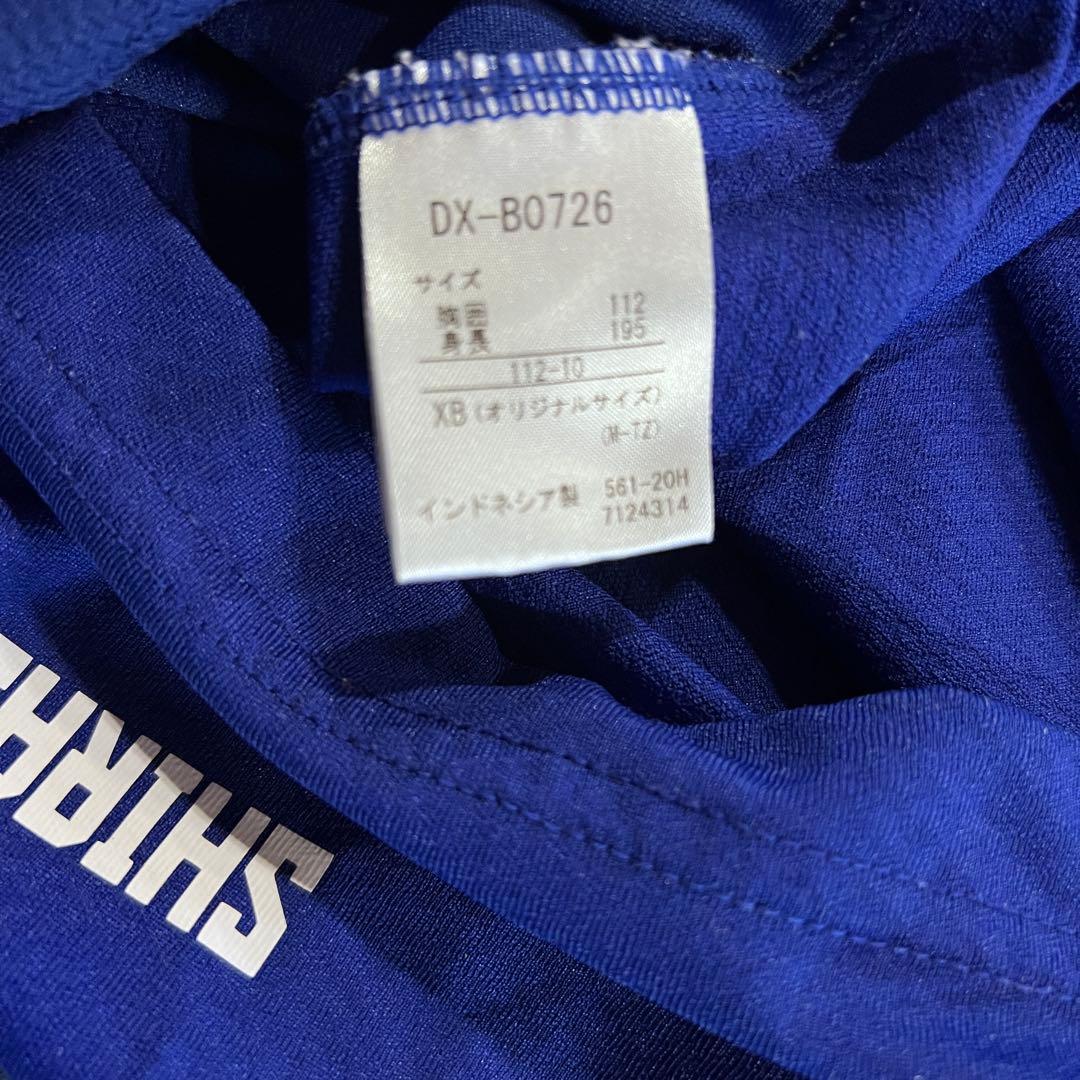 DX-B0726
サイズ
胸囲 112
身長 195
112-10
XB(オリジナルサイズ)
(M-TZ)
インドネシア製 561-20H
7124314
SHIRA